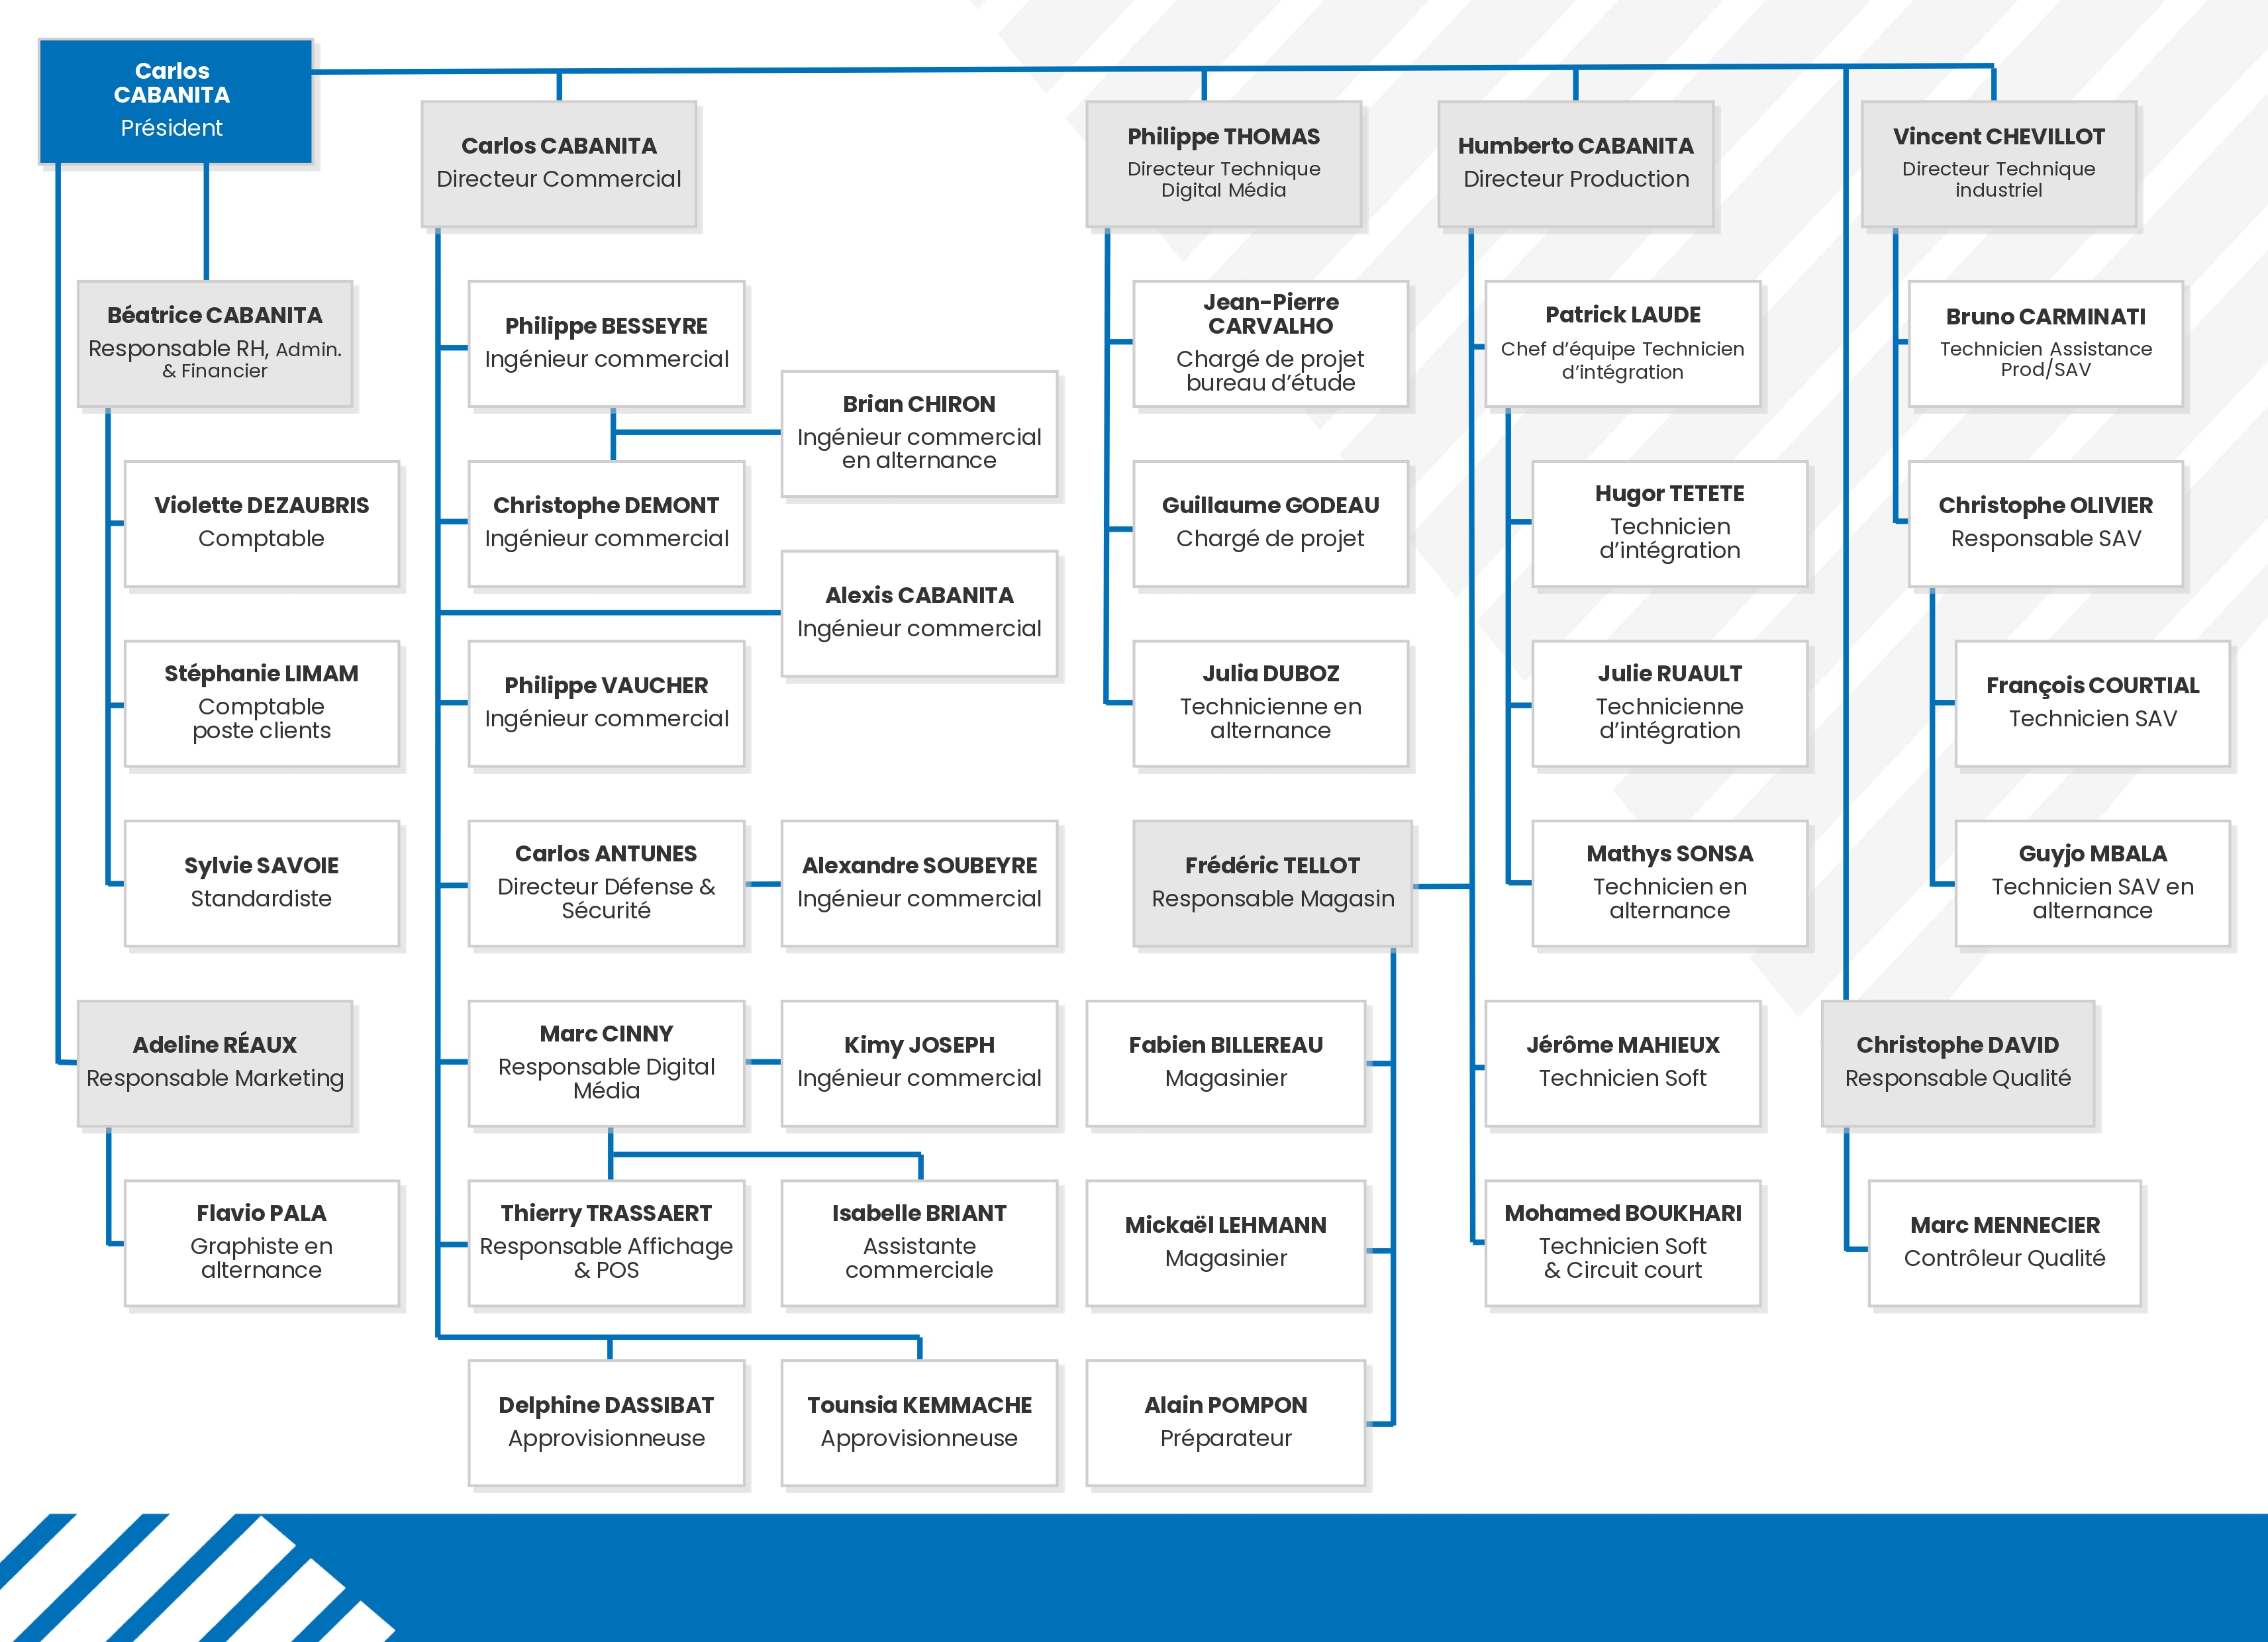 Carlos
CABANITA
Président
Carlos CABANITA
Directeur Commercial
Philippe THOMAS
Directeur Technique
Digital Média
Humberto CABANITA
Directeur Production
Vincent CHEVILLOT
Directeur Technique
industriel
Béatrice CABANITA
Responsable RH, Admin.
& Financier
Violette DEZAUBRIS
Comptable
Stéphanie LIMAM
Comptable
poste clients
Sylvie SAVOIE
Standardiste
Adeline RÉAUX
Responsable Marketing
Flavio PALA
Graphiste en
alternance
Philippe BESSEYRE
Ingénieur commercial
Brian CHIRON
Ingénieur commercial
en alternance
Christophe DEMONT
Ingénieur commercial
Alexis CABANITA
Ingénieur commercial
Philippe VAUCHER
Ingénieur commercial
Carlos ANTUNES
Directeur Défense &
Sécurité
Alexandre SOUBEYRE
Ingénieur commercial
Marc CINNY
Responsable Digital
Média
Kimy JOSEPH
Ingénieur commercial
Thierry TRASSAERT
Responsable Affichage
& POS
Isabelle BRIANT
Assistante
commerciale
Delphine DASSIBAT
Approvisionneuse
Tounsia KEMMACHE
Approvisionneuse
Jean-Pierre
CARVALHO
Chargé de projet
bureau d’étude
Guillaume GODEAU
Chargé de projet
Julia DUBOZ
Technicienne en
alternance
Frédéric TELLOT
Responsable Magasin
Fabien BILLEREAU
Magasinier
Mickaël LEHMANN
Magasinier
Alain POMPON
Préparateur
Patrick LAUDE
Chef d’équipe Technicien
d’intégration
Hugor TETETE
Technicien
d’intégration
Julie RUAULT
Technicienne
d’intégration
Mathys SONSA
Technicien en
alternance
Jérôme MAHIEUX
Technicien Soft
Mohamed BOUKHARI
Technicien Soft
& Circuit court
Bruno CARMINATI
Technicien Assistance
Prod/SAV
Christophe OLIVIER
Responsable SAV
François COURTIAL
Technicien SAV
Guyjo MBALA
Technicien SAV en
alternance
Christophe DAVID
Responsable Qualité
Marc MENNECIER
Contrôleur Qualité